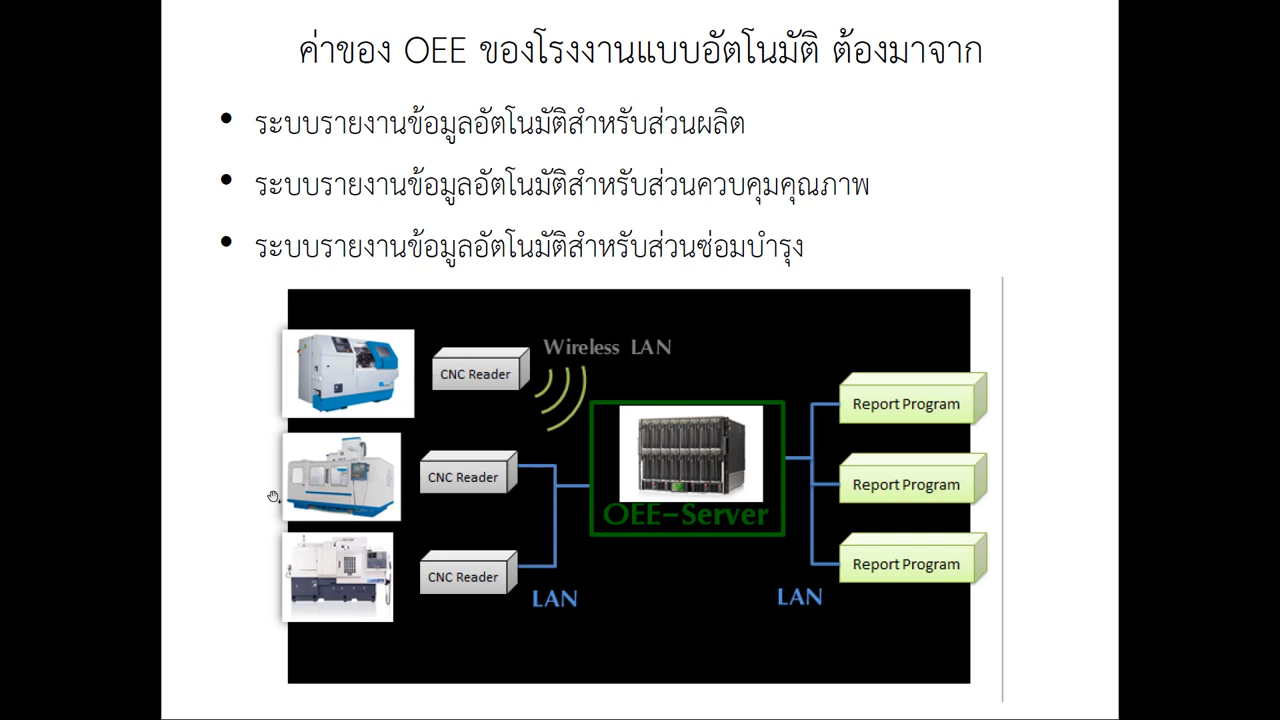 ค่าของ OEE ของโรงงานแบบอัตโนมัติ ต้องมาจาก
• ระบบรายงานข้อมูลอัตโนมัติสำหรับส่วนผลิต
• ระบบรายงานข้อมูลอัตโนมัติสำหรับส่วนควบคุมคุณภาพ
• ระบบรายงานข้อมูลอัตโนมัติสำหรับส่วนซ่อมบำรุง
Wireless LAN
CNC Reader
Report Program
CNC Reader
Report Program
OEE-Server
CNC Reader
Report Program
LAN
LAN